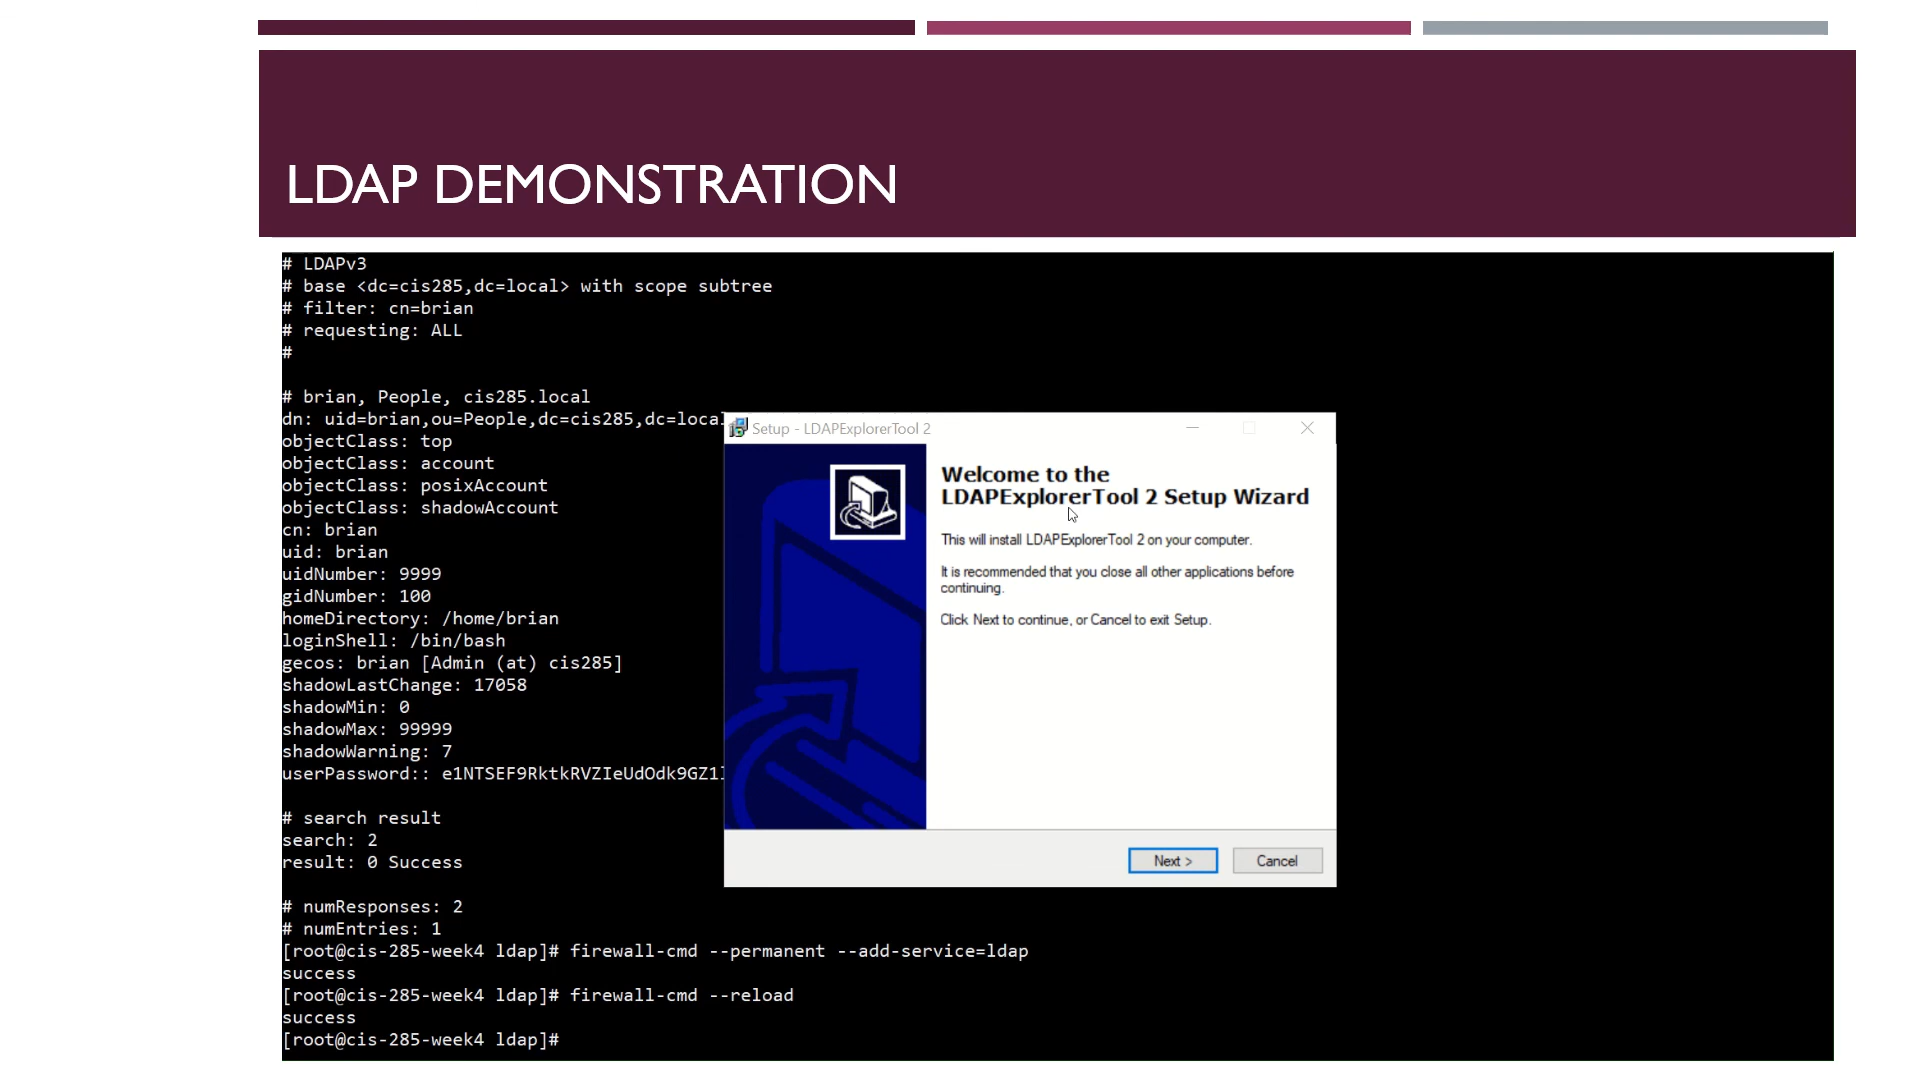 LDAP DEMONSTRATION
# LDAPv3
# base <dc=cis285,dc=local> with scope subtree
# filter: cn=brian
# requesting: ALL
#
# brian, People, cis285.local
dn: uid=brian,ou=People,dc=cis285,dc=local
objectClass: top
objectClass: account
objectClass: posixAccount
objectClass: shadowAccount
cn: brian
uid: brian
uidNumber: 9999
gidNumber: 100
homeDirectory: /home/brian
loginShell: /bin/bash
gecos: brian [Admin (at) cis285]
shadowLastChange: 17058
shadowMin: 0
shadowMax: 99999
shadowWarning: 7
userPassword::
# search result
search: 2
result: 0 Success
# numResponses: 2
# numEntries: 1
[root@cis-285-week4 ldap]# firewall-cmd --permanent --add-service=ldap
success
[root@cis-285-week4 ldap]# firewall-cmd --reload
success
[root@cis-285-week4 ldap]#
Setup - LDAPExplorerTool 2
Welcome to the
LDAPExplorerTool 2 Setup Wizard
This will install LDAPExplorerTool 2 on your computer.
It is recommended that you close all other applications before
continuing.
Click Next to continue, or Cancel to exit Setup.
Next >
Cancel